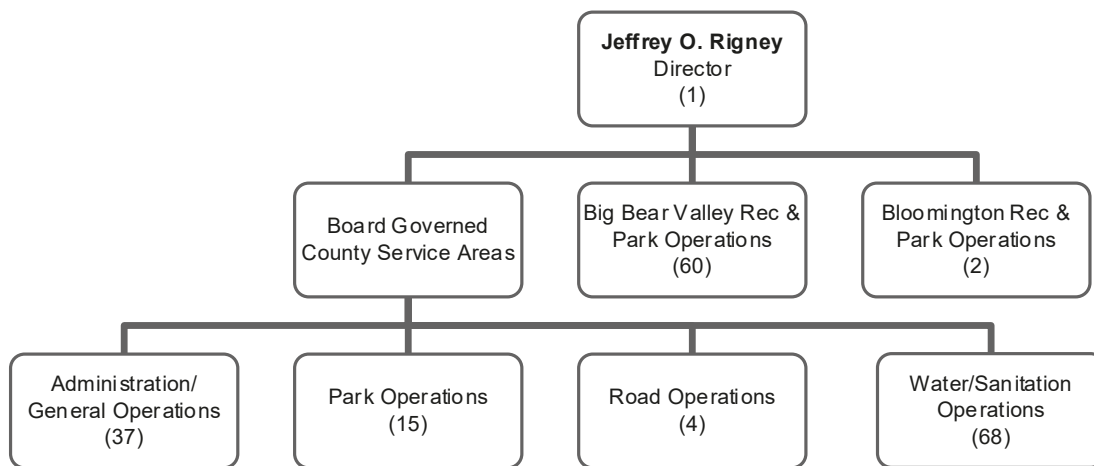 Jeffrey O. Rigney
Director
(1)
Board Governed
County Service Areas
Big Bear Valley Rec &
Park Operations
(60)
Bloomington Rec &
Park Operations
(2)
Administration/
General Operations
(37)
Park Operations
(15)
Road Operations
(4)
Water/Sanitation
Operations
(68)